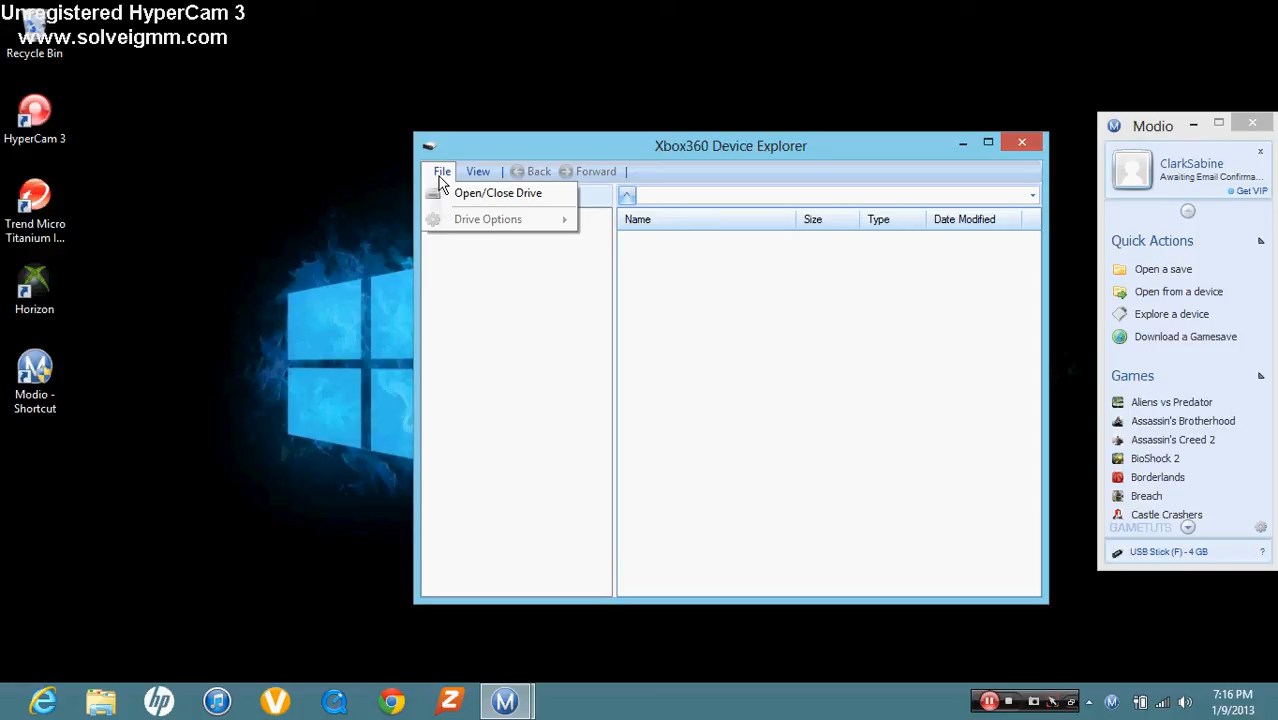 Unregistered HyperCam 3
www.solveigmm.com
Recycle Bin
HyperCam 3
Trend Micro
Titanium I...
Horizon
Modio -
Shortcut
Xbox360 Device Explorer
File View | Back Forward |
Open/Close Drive
Drive Options
Name Size Type Date Modified
Modio
ClarkSabine
Awaiting Email Confirma...
Get VIP
Quick Actions
Open a save
Open from a device
Explore a device
Download a Gamesave
Games
Aliens vs Predator
Assassin's Brotherhood
Assassin's Creed 2
BioShock 2
Borderlands
Breach
Castle Crashers
GAMETUTS
USB Stick (F) - 4 GB ?
7:16 PM
1/9/2013